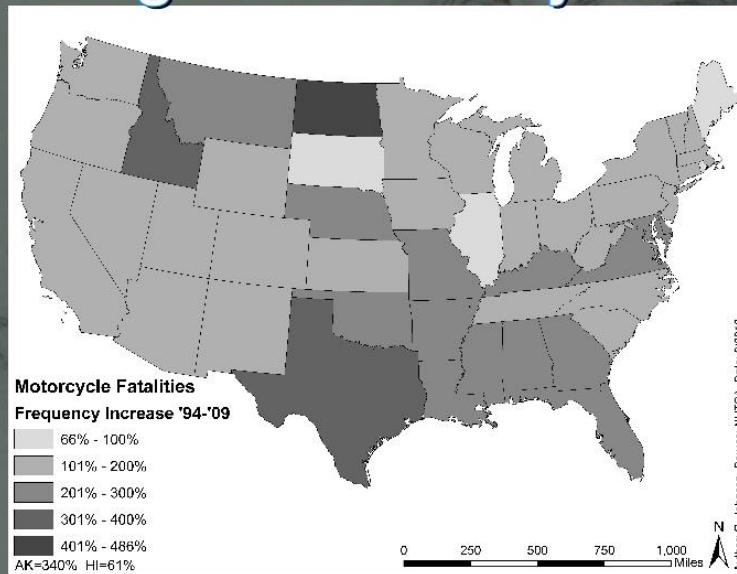 Motorcycle Fatalities
Frequency Increase '94-'09
66% - 100%
101% - 200%
201% - 300%
301% - 400%
401% - 486%
AK=340% HI=61%
N
0 250 500 750 1,000
Miles